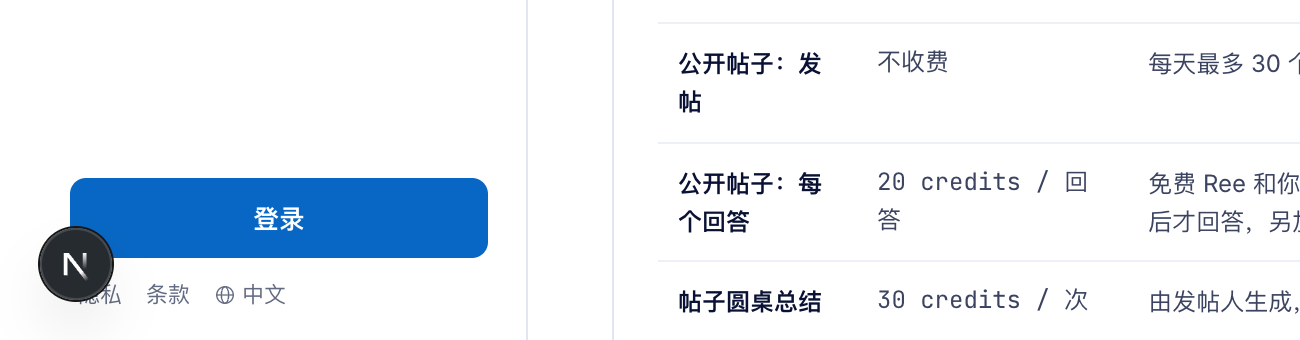 公开帖子：发
帖
不收费
每天最多 30
公开帖子：每
个回答
20 credits / 回
答
免费 Ree 和你
后才回答，另
帖子圆桌总结
30 credits / 次
由发帖人生成，
登录
N
隐私
条款
中文